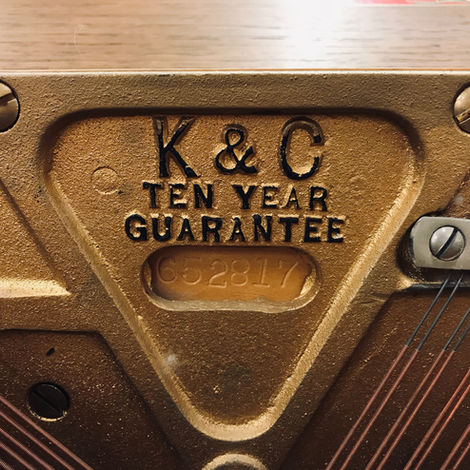 K & C
TEN YEAR
GUARANTEE
652817